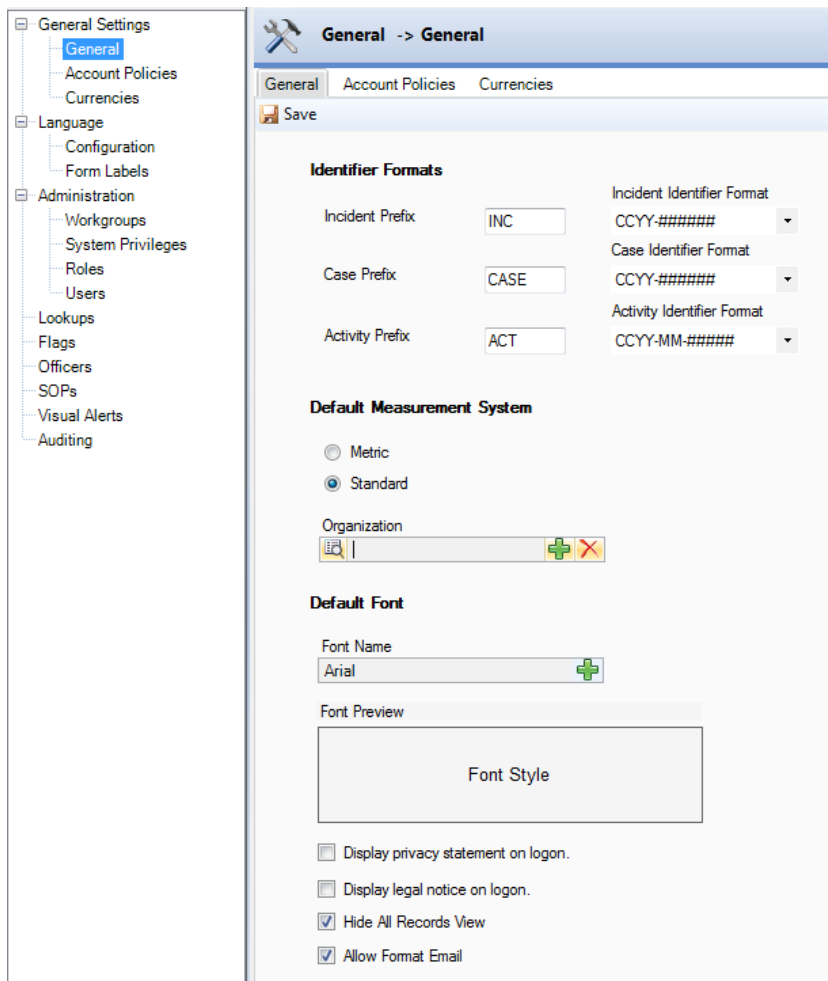 General Settings
General
Account Policies
Currencies
Language
Configuration
Form Labels
Administration
Workgroups
System Privileges
Roles
Users
Lookups
Flags
Officers
SOPs
Visual Alerts
Auditing
General -> General
General Account Policies Currencies
Save
Identifier Formats
Incident Identifier Format
Incident Prefix INC CCYY-######
Case Identifier Format
Case Prefix CASE CCYY-######
Activity Identifier Format
Activity Prefix ACT CCYY-MM-#####
Default Measurement System
Metric
Standard
Organization
Default Font
Font Name
Arial
Font Preview
Font Style
Display privacy statement on logon.
Display legal notice on logon.
Hide All Records View
Allow Format Email